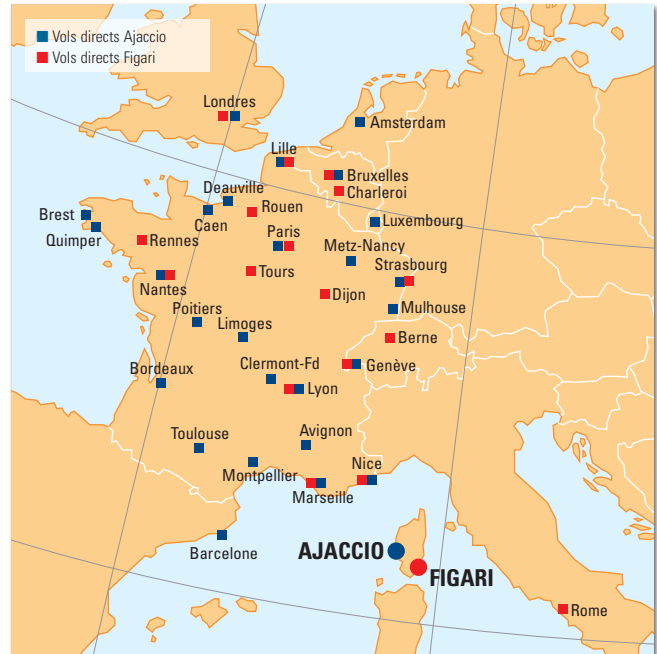 Vols directs Ajaccio
Vols directs Figari
Londres
Amsterdam
Lille
Bruxelles
Charleroi
Deauville
Rouen
Brest
Caen
Luxembourg
Quimper
Rennes
Paris
Metz-Nancy
Strasbourg
Tours
Nantes
Dijon
Mulhouse
Poitiers
Limoges
Berne
Clermont-Fd
Genève
Bordeaux
Lyon
Toulouse
Avignon
Montpellier
Nice
Marseille
Barcelone
AJACCIO
FIGARI
Rome